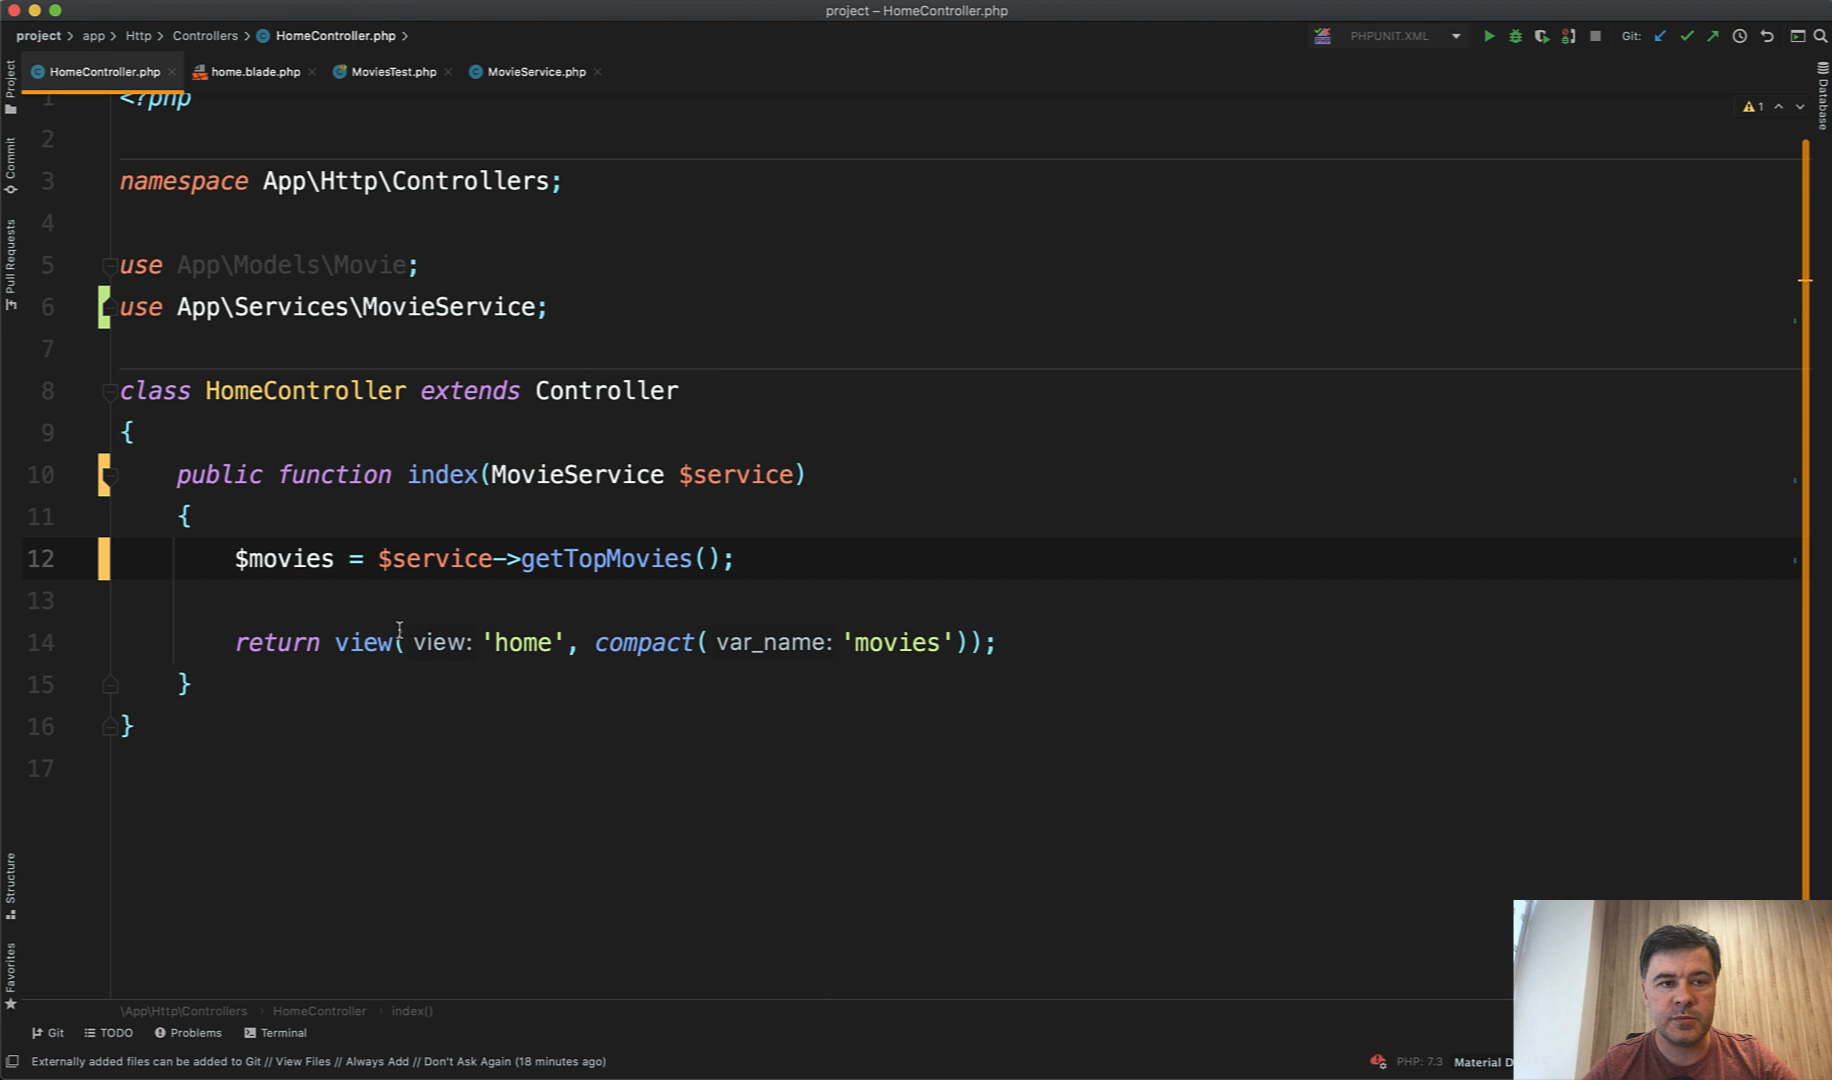 project – HomeController.php
project > app > Http > Controllers > HomeController.php >
PHPUNIT.XML
Git:
HomeController.php
home.blade.php
MoviesTest.php
MovieService.php
Project
Commit
Pull Requests
Structure
Favorites
Database
1
1 <?php
2
3 namespace App\Http\Controllers;
4
5 use App\Models\Movie;
6 use App\Services\MovieService;
7
8 class HomeController extends Controller
9 {
10 public function index(MovieService $service)
11 {
12 $movies = $service->getTopMovies();
13
14 return view( view: 'home', compact( var_name: 'movies'));
15 }
16 }
17
\App\Http\Controllers > HomeController > index()
Git
TODO
Problems
Terminal
Externally added files can be added to Git // View Files // Always Add // Don't Ask Again (18 minutes ago)
PHP: 7.3
Material D